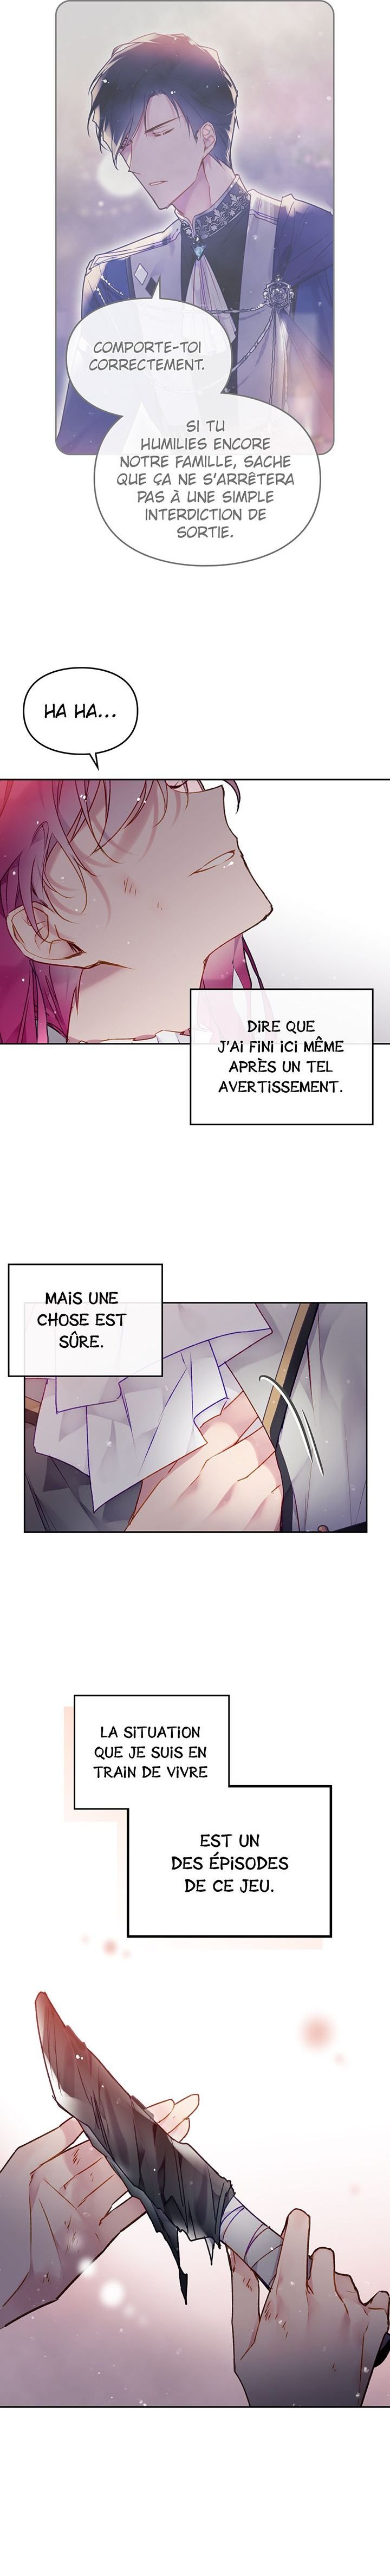 COMPORTE-TOI
CORRECTEMENT.
SI TU
HUMILIES ENCORE
NOTRE FAMILLE, SACHE
QUE ÇA NE S'ARRÊTERA
PAS À UNE SIMPLE
INTERDICTION DE
SORTIE.
HA HA...
DIRE QUE
J'AI FINI ICI MÊME
APRÈS UN TEL
AVERTISSEMENT.
MAIS UNE
CHOSE EST
SÛRE.
LA SITUATION
QUE JE SUIS EN
TRAIN DE VIVRE
EST UN
DES ÉPISODES
DE CE JEU.